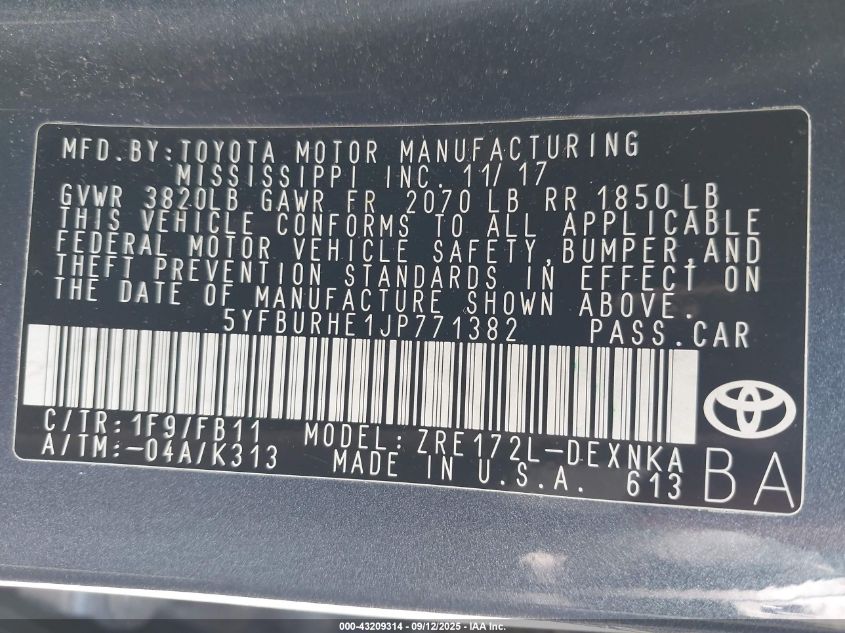 MFD.BY:TOYOTA MOTOR MANUFACTURING
MISSISSIPPI INC. 11/17
GVWR 3820LB GAWR FR 2070 LB RR 1850 LB
THIS VEHICLE CONFORMS TO ALL APPLICABLE
FEDERAL MOTOR VEHICLE SAFETY,BUMPER,AND
THEFT PREVENTION STANDARDS IN EFFECT ON
THE DATE OF MANUFACTURE SHOWN ABOVE.
5YFBURHE1JP771382 PASS.CAR
C/TR:1F9/FB11 MODEL:ZRE172L-DEXNKA
A/TM:-04A/K313 MADE IN U.S.A. 613
BA
000-43209314 - 09/12/2025 - IAA Inc.